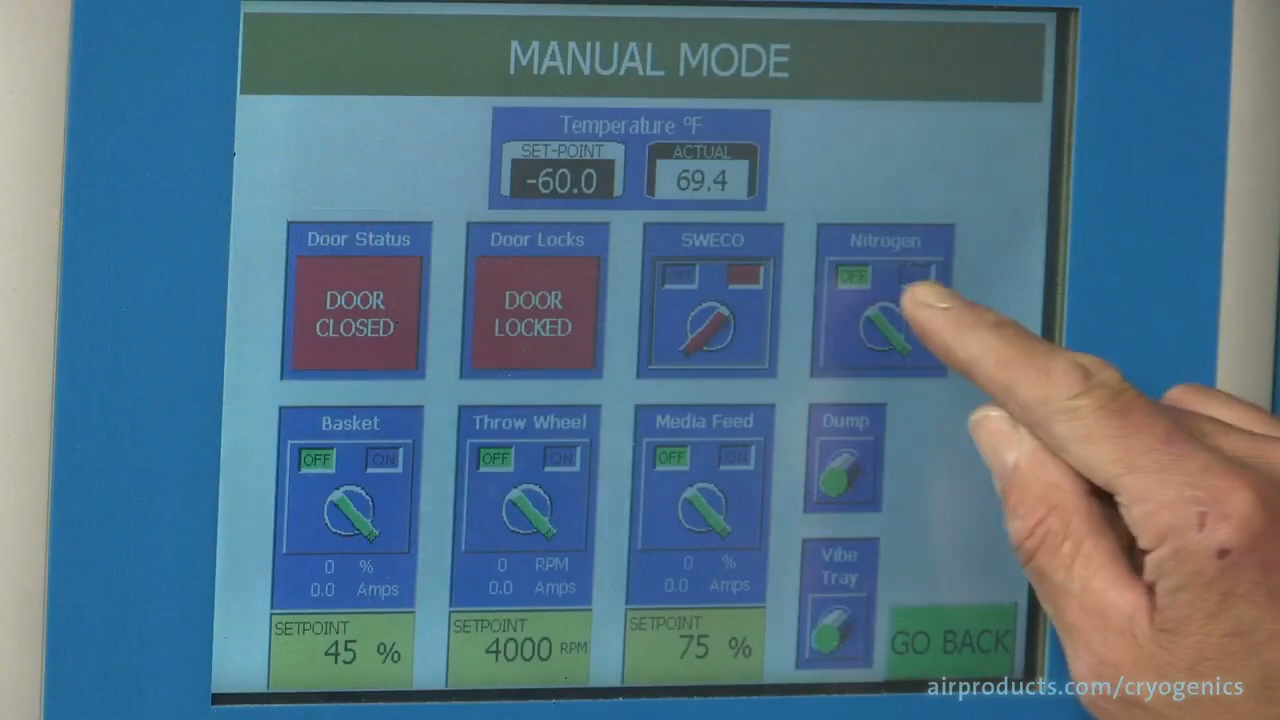 MANUAL MODE
Temperature ºF
SET-POINT
-60.0
ACTUAL
69.4
Door Status
DOOR
CLOSED
Door Locks
DOOR
LOCKED
SWECO
OFF
Nitrogen
OFF
Basket
OFF ON
0 %
0.0 Amps
SETPOINT
45 %
Throw Wheel
OFF ON
0 RPM
0.0 Amps
SETPOINT
4000 RPM
Media Feed
OFF ON
0 %
0.0 Amps
SETPOINT
75 %
Dump
Vibe
Tray
GO BACK
airproducts.com/cryogenics